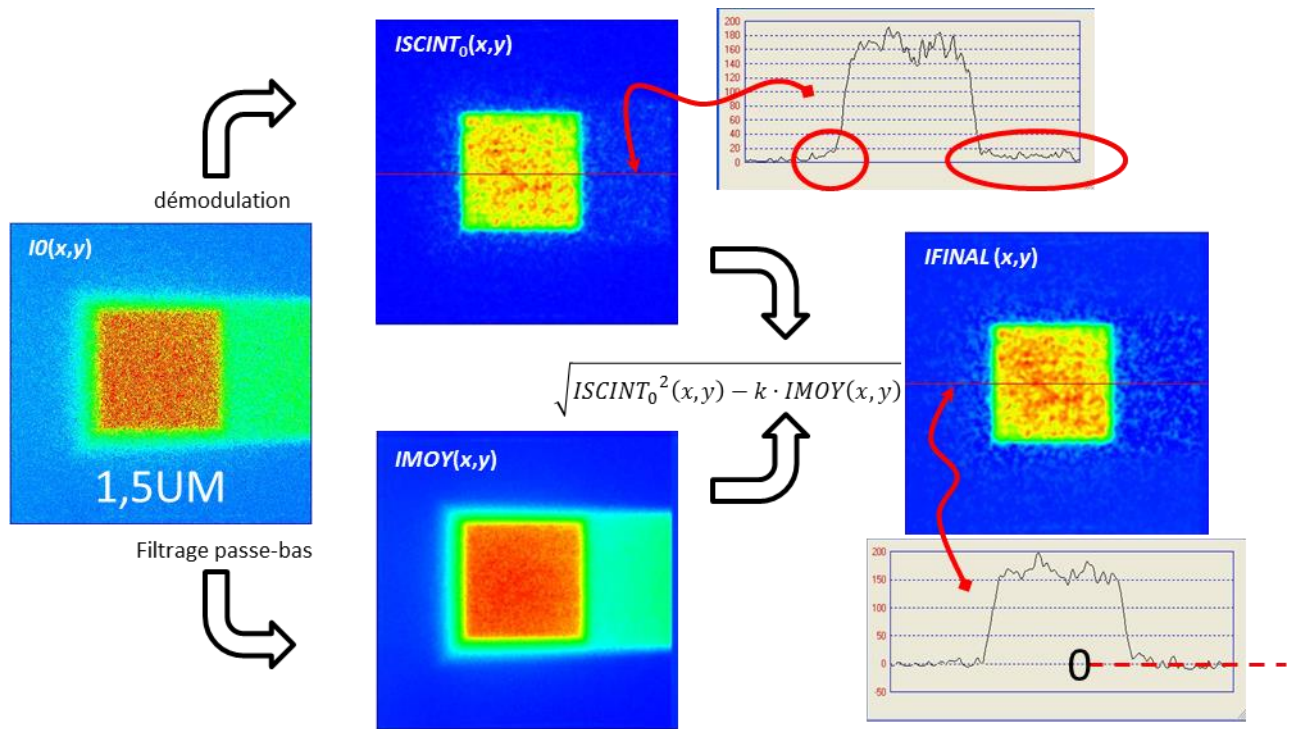 ISCINT₀(x,y)
200
180
160
140
120
100
80
60
40
20
0
démodulation
I0(x,y)
1,5UM
Filtrage passe-bas
√(ISCINT₀²(x,y) − k · IMOY(x,y))
IMOY(x,y)
IFINAL (x,y)
200
150
100
50
0
-50
0